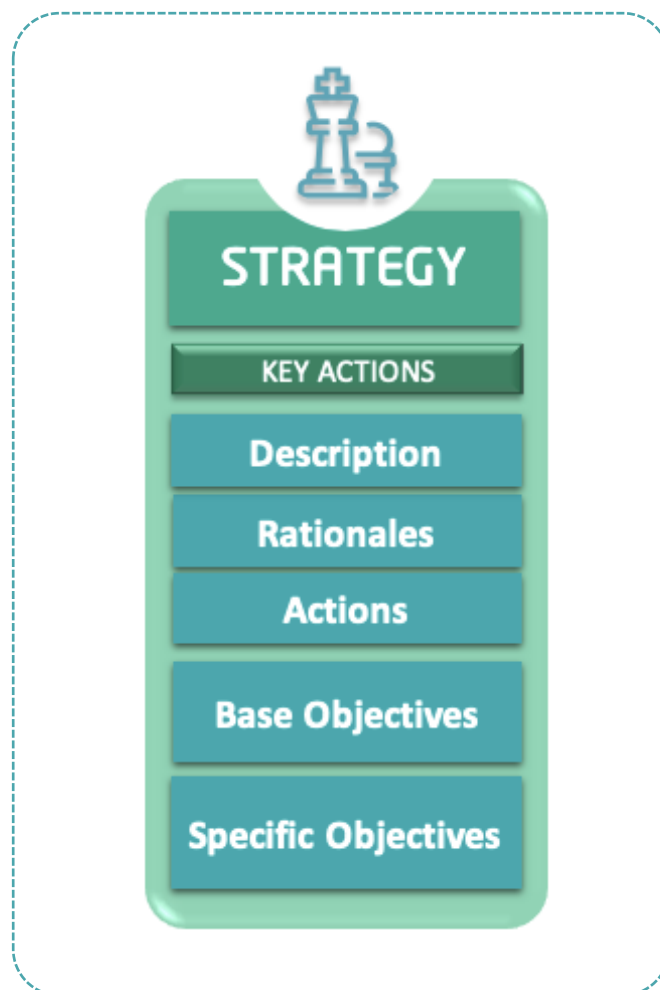 STRATEGY
KEY ACTIONS
Description
Rationales
Actions
Base Objectives
Specific Objectives